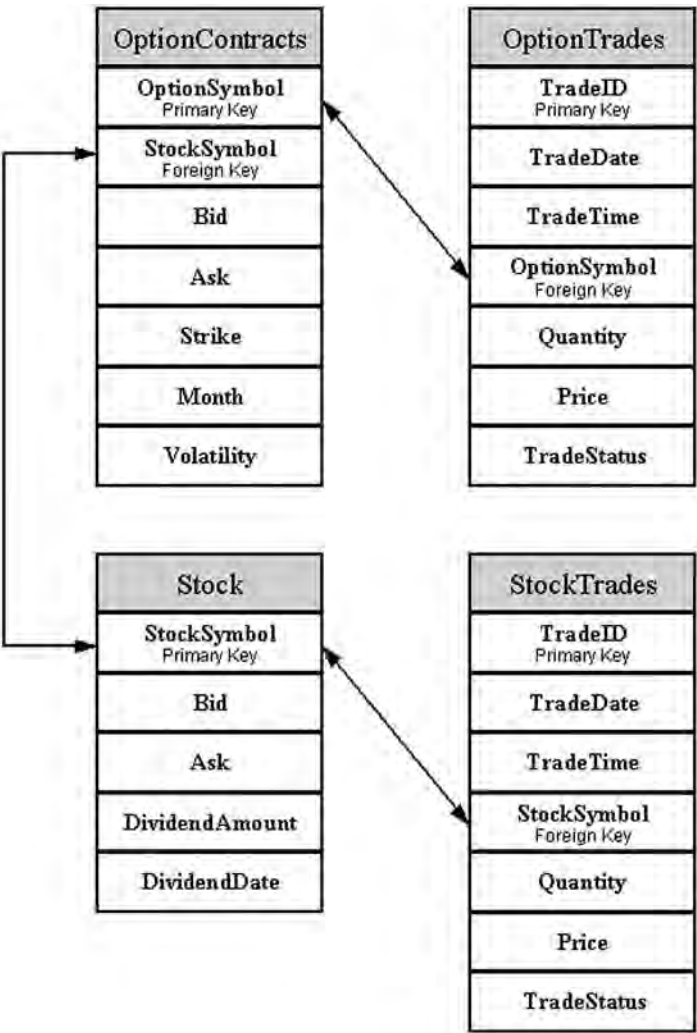 OptionContracts
OptionSymbol
Primary Key
StockSymbol
Foreign Key
Bid
Ask
Strike
Month
Volatility
OptionTrades
TradeID
Primary Key
TradeDate
TradeTime
OptionSymbol
Foreign Key
Quantity
Price
TradeStatus
Stock
StockSymbol
Primary Key
Bid
Ask
DividendAmount
DividendDate
StockTrades
TradeID
Primary Key
TradeDate
TradeTime
StockSymbol
Foreign Key
Quantity
Price
TradeStatus